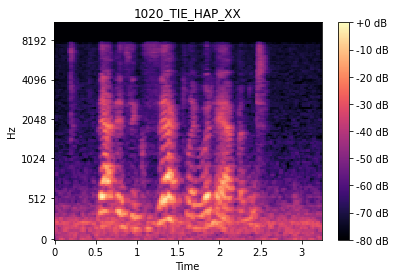 1020_TIE_HAP_XX
+0 dB
8192
-10 dB
4096
-20 dB
-30 dB
2048
Hz
-40 dB
1024
-50 dB
512
-60 dB
-70 dB
0
-80 dB
0 0.5 1 1.5 2 2.5 3
Time